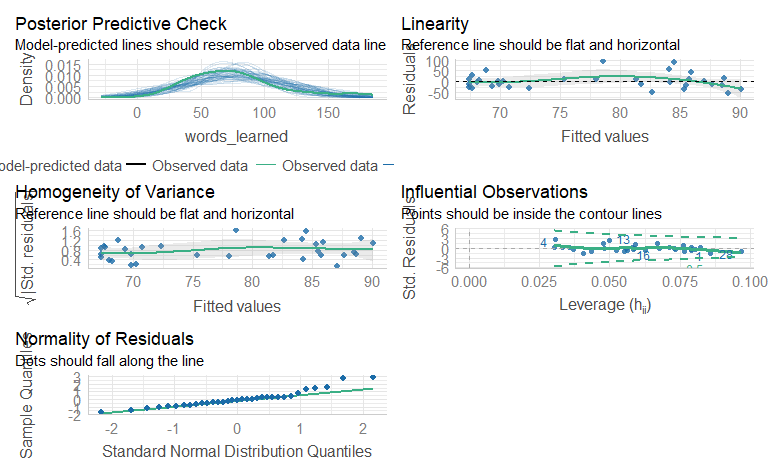 Posterior Predictive Check
Model-predicted lines should resemble observed data line
Density
0.015
0.010
0.005
0.000
0
50
100
150
words_learned
odel-predicted data
Observed data
Observed data
Linearity
Reference line should be flat and horizontal
Residuals
100
50
0
-50
70
75
80
85
90
Fitted values
Homogeneity of Variance
Reference line should be flat and horizontal
√|Std. residuals|
1.6
1.2
0.8
0.4
70
75
80
85
90
Fitted values
Influential Observations
Points should be inside the contour lines
Std. Residuals
6
3
0
-3
-6
4
13
16
1
28
0.5
0.000
0.025
0.050
0.075
0.100
Leverage (hii)
Normality of Residuals
Dots should fall along the line
Sample Quantiles
3
2
1
0
-1
-2
-2
-1
0
1
2
Standard Normal Distribution Quantiles